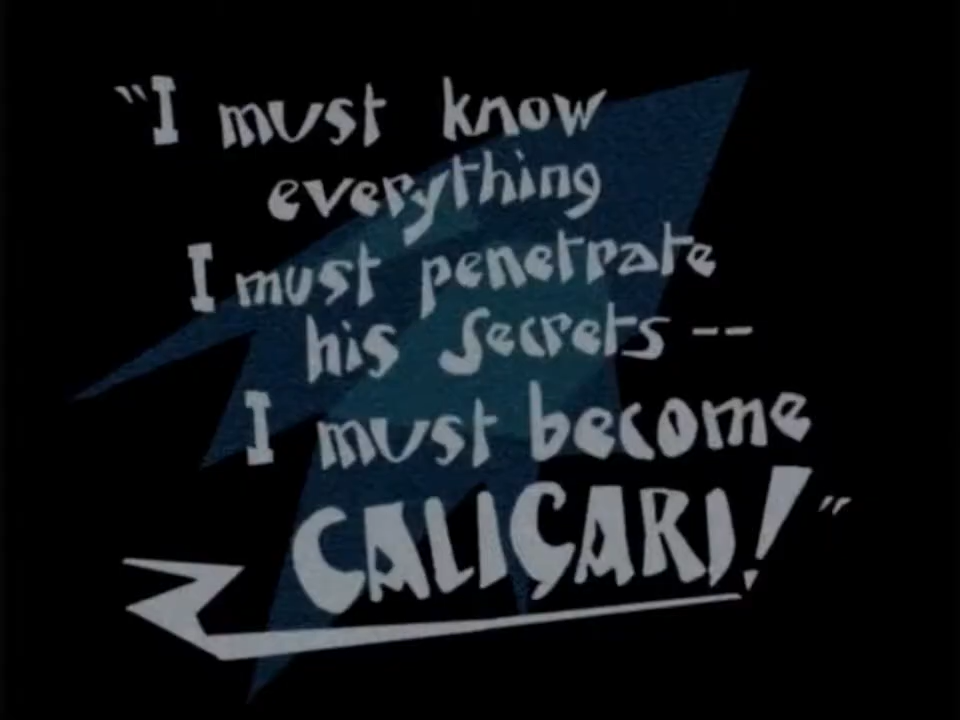 "I must know
everything
I must penetrate
his secrets --
I must become
CALIGARI!"